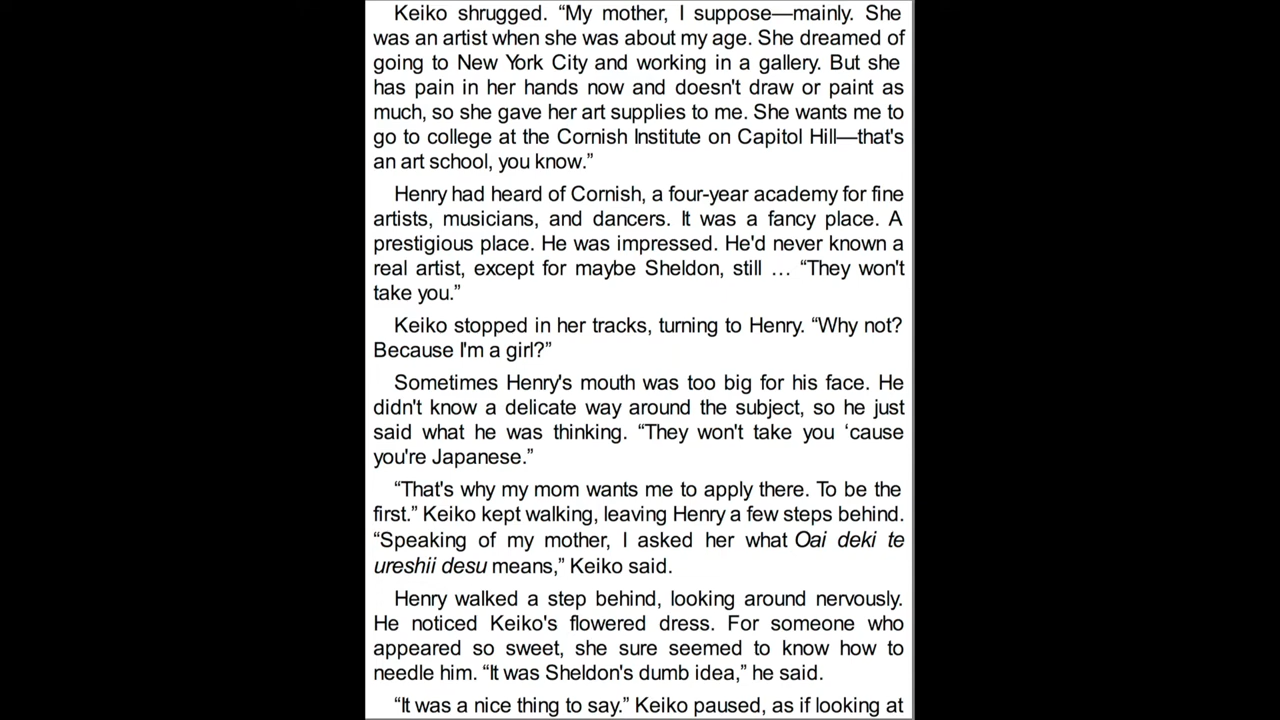 Keiko shrugged. “My mother, I suppose—mainly. She
was an artist when she was about my age. She dreamed of
going to New York City and working in a gallery. But she
has pain in her hands now and doesn't draw or paint as
much, so she gave her art supplies to me. She wants me to
go to college at the Cornish Institute on Capitol Hill—that's
an art school, you know.”
Henry had heard of Cornish, a four-year academy for fine
artists, musicians, and dancers. It was a fancy place. A
prestigious place. He was impressed. He'd never known a
real artist, except for maybe Sheldon, still … “They won't
take you.”
Keiko stopped in her tracks, turning to Henry. “Why not?
Because I'm a girl?”
Sometimes Henry's mouth was too big for his face. He
didn't know a delicate way around the subject, so he just
said what he was thinking. “They won't take you ‘cause
you're Japanese.”
“That's why my mom wants me to apply there. To be the
first.” Keiko kept walking, leaving Henry a few steps behind.
“Speaking of my mother, I asked her what Oai deki te
ureshii desu means,” Keiko said.
Henry walked a step behind, looking around nervously.
He noticed Keiko's flowered dress. For someone who
appeared so sweet, she sure seemed to know how to
needle him. “It was Sheldon's dumb idea,” he said.
“It was a nice thing to say.” Keiko paused, as if looking at